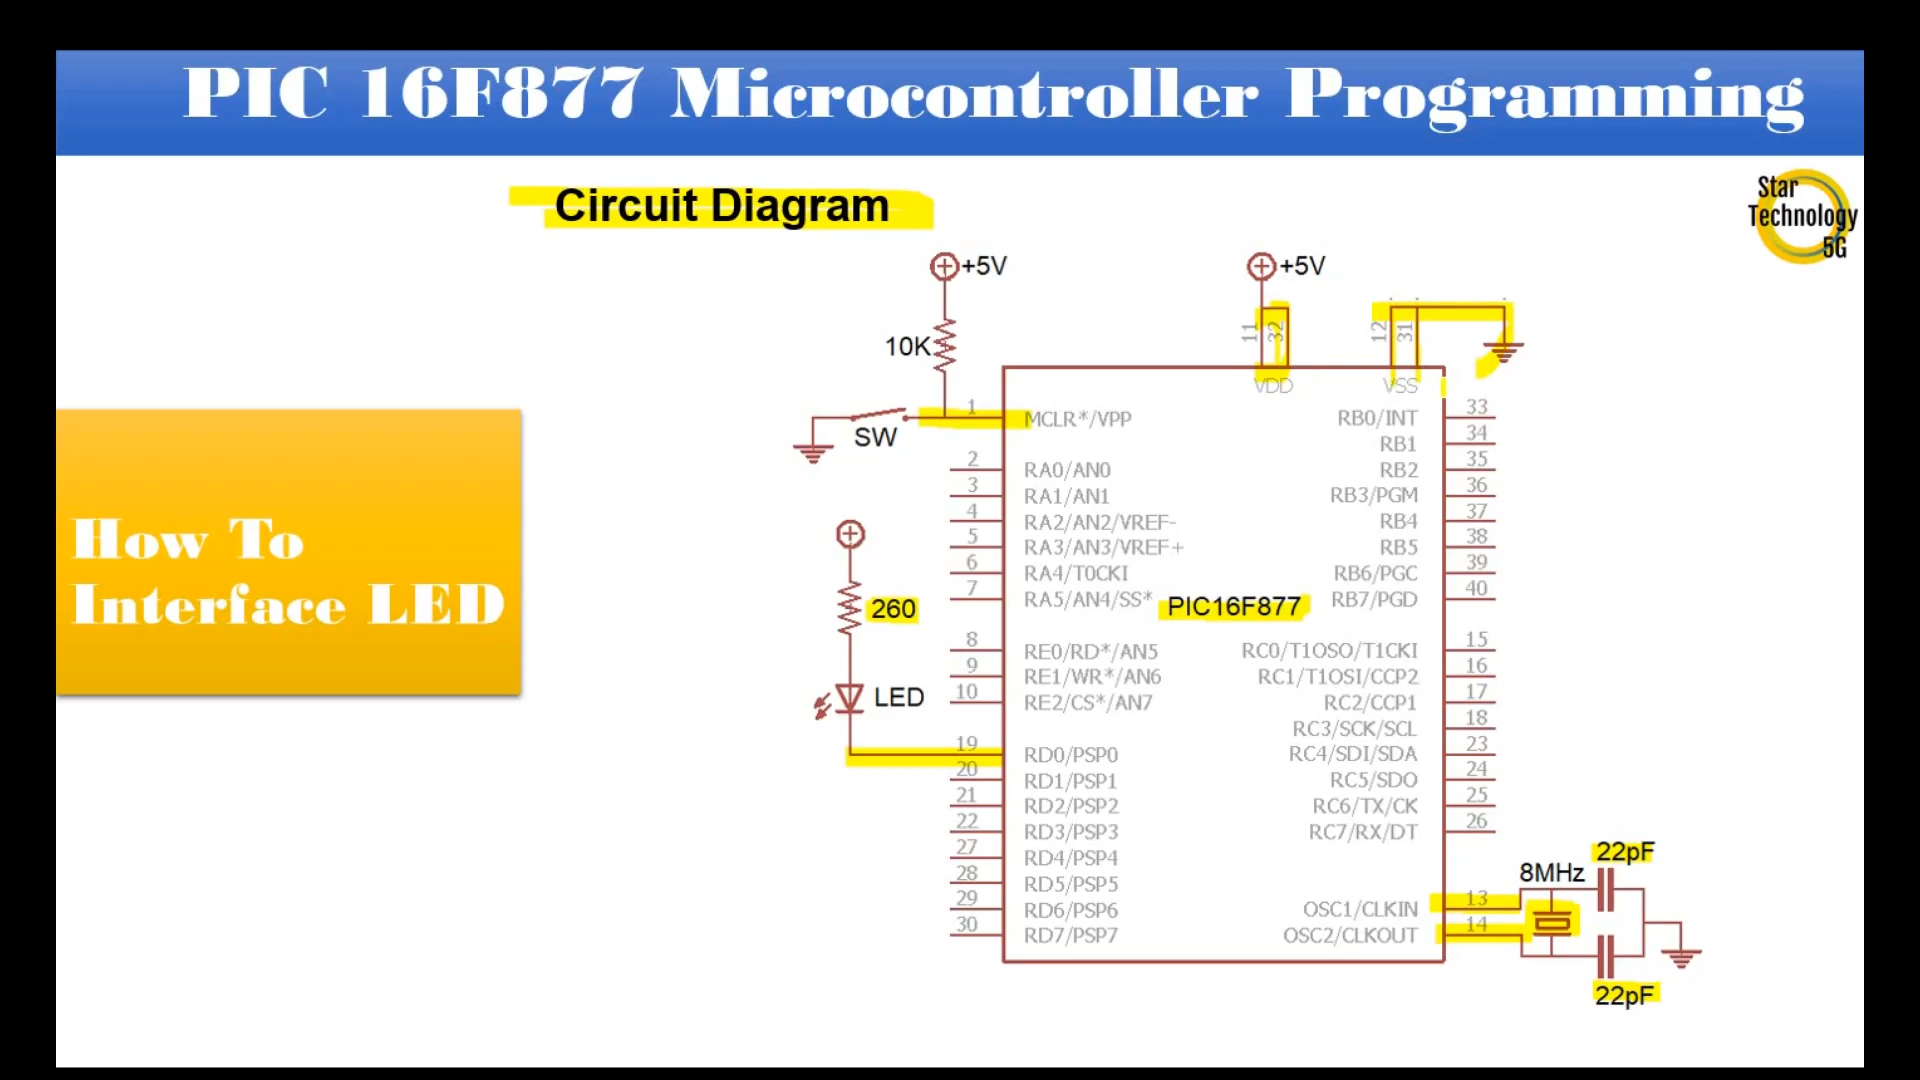 PIC 16F877 Microcontroller Programming
Star
Technology
5G
Circuit Diagram
How To
Interface LED
+5V
+5V
10K
11
32
12
31
VDD
VSS
SW
1
MCLR*/VPP
2
RA0/AN0
3
RA1/AN1
4
RA2/AN2/VREF-
5
RA3/AN3/VREF+
6
RA4/T0CKI
7
RA5/AN4/SS*
PIC16F877
260
8
RE0/RD*/AN5
9
RE1/WR*/AN6
10
RE2/CS*/AN7
LED
19
RD0/PSP0
20
RD1/PSP1
21
RD2/PSP2
22
RD3/PSP3
27
RD4/PSP4
28
RD5/PSP5
29
RD6/PSP6
30
RD7/PSP7
RB0/INT
33
RB1
34
RB2
35
RB3/PGM
36
RB4
37
RB5
38
RB6/PGC
39
RB7/PGD
40
RC0/T1OSO/T1CKI
15
RC1/T1OSI/CCP2
16
RC2/CCP1
17
RC3/SCK/SCL
18
RC4/SDI/SDA
23
RC5/SDO
24
RC6/TX/CK
25
RC7/RX/DT
26
OSC1/CLKIN
13
OSC2/CLKOUT
14
8MHz
22pF
22pF